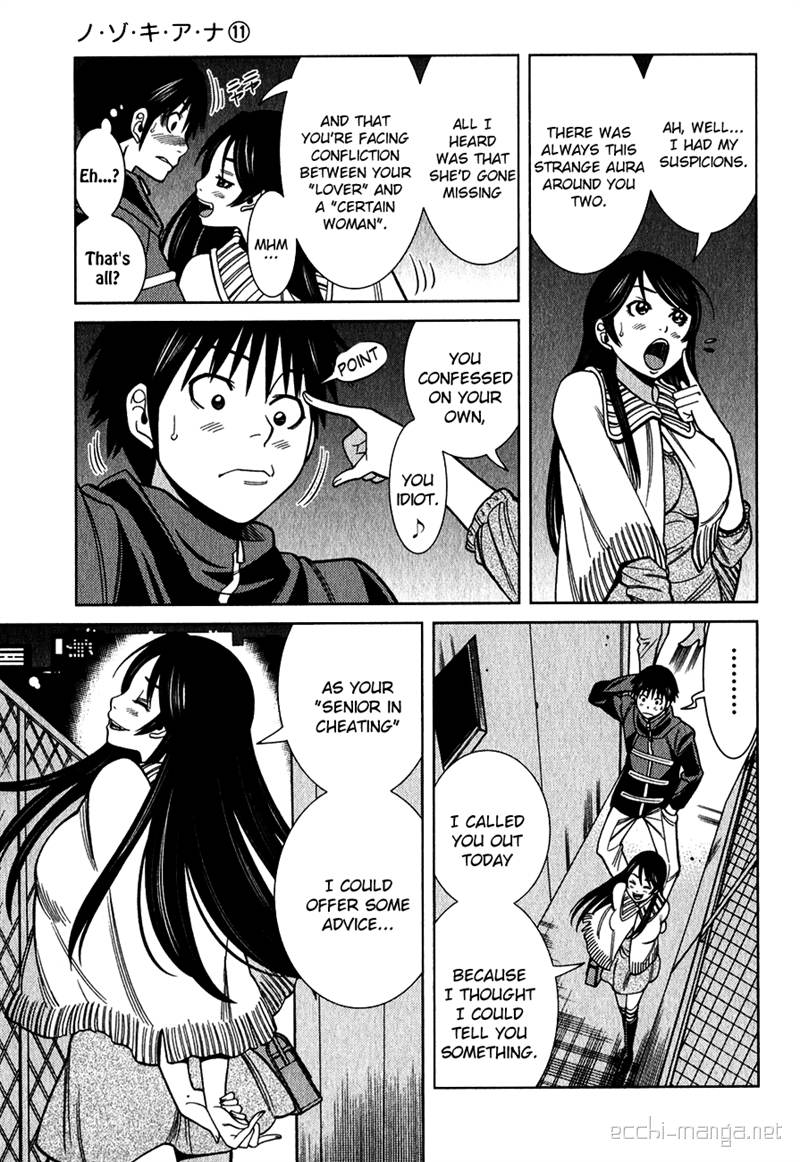 ノ・ゾ・キ・ア・ナ⑪
AH, WELL...
I HAD MY
SUSPICIONS.
THERE WAS
ALWAYS THIS
STRANGE AURA
AROUND YOU
TWO.
ALL I
HEARD
WAS THAT
SHE'D GONE
MISSING
AND THAT
YOU'RE FACING
CONFLICTION
BETWEEN YOUR
"LOVER" AND
A "CERTAIN
WOMAN".
MHM
...
Eh...?
That's
all?
YOU
CONFESSED
ON YOUR
OWN,
YOU
IDIOT.
♪
POINT
........
I CALLED
YOU OUT
TODAY
BECAUSE
I THOUGHT
I COULD
TELL YOU
SOMETHING.
AS YOUR
"SENIOR IN
CHEATING"
I COULD
OFFER SOME
ADVICE...
ecchi-manga.net